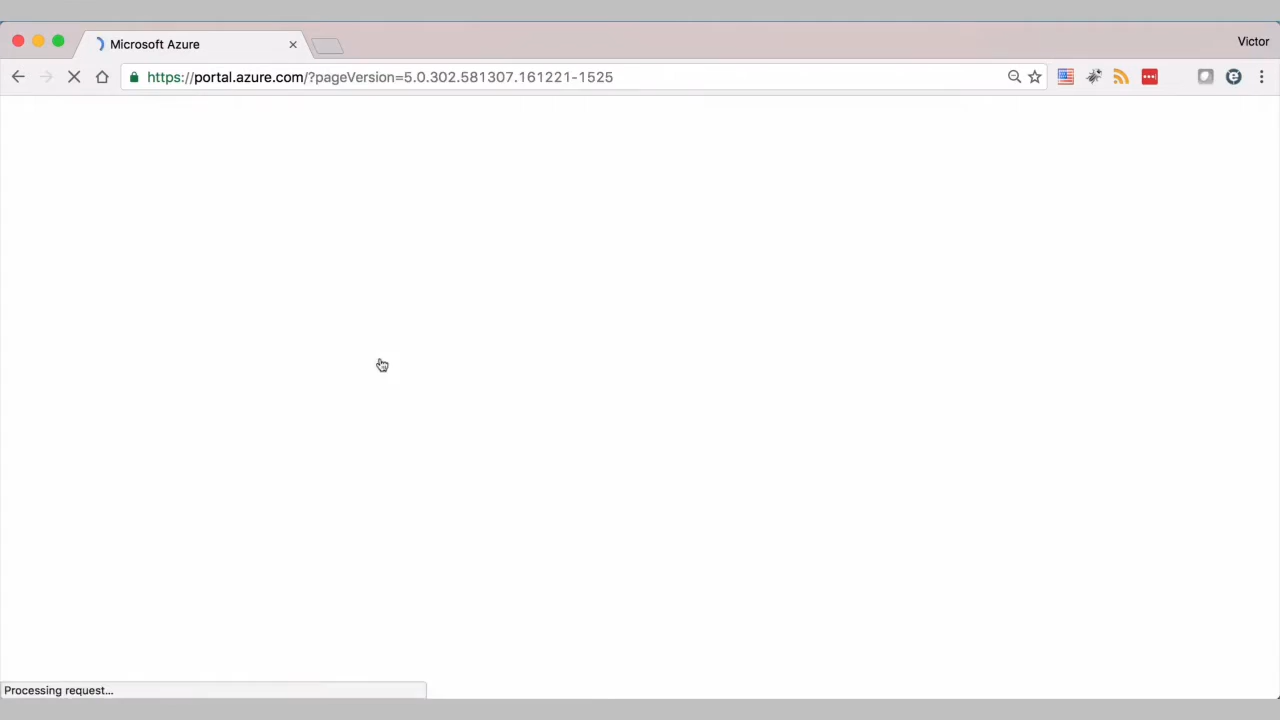 Microsoft Azure
Victor
https://portal.azure.com/?pageVersion=5.0.302.581307.161221-1525
Processing request...